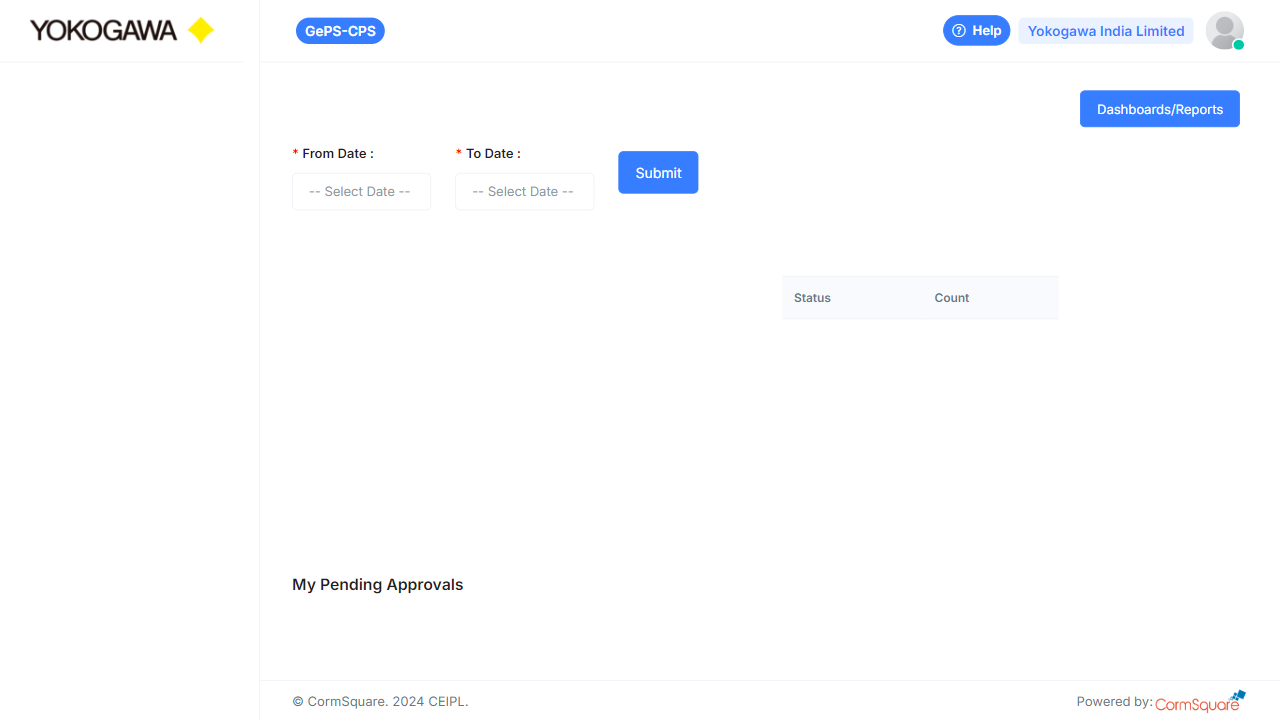 YOKOGAWA
GePS-CPS
Help
Yokogawa India Limited
Dashboards/Reports
* From Date :
* To Date :
-- Select Date --
-- Select Date --
Submit
Status
Count
My Pending Approvals
© CormSquare. 2024 CEIPL.
Powered by: CormSquare